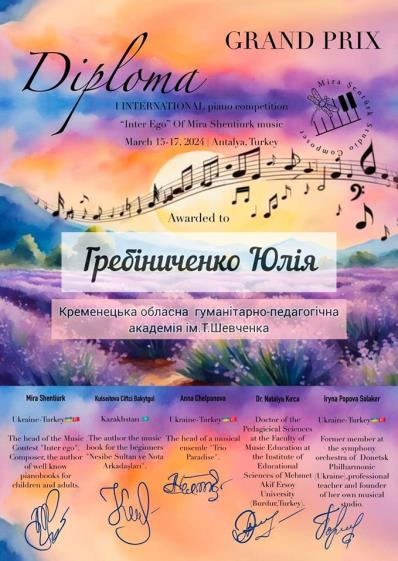 GRAND PRIX
Diploma
I INTERNATIONAL piano competition
“Inter Ego” Of Mira Shentiurk music
March 15-17, 2024 | Antalya, Turkey
Mira Sentürk Studio Composer
Awarded to
Гребіниченко Юлія
Кременецька обласна гуманітарно-педагогічна
академія ім.Т.Шевченка
Mira Shentiürk
Ukraine-Turkey
The head of the Music
Contest "Inter ego".
Composer, the author
of well know
pianobooks for
children and adults.
Kulseitova Ciftci Bakytgul
Kazakhstan
The author the music
book for the beginners
"Nesibe Sultan ve Nota
Arkadaşları".
Anna Chelpanova
Ukraine-Turkey
The head of a musical
ensemle "Trio
Paradise".
Dr. Natalya Kırca
Doctor of the
Pedagicical Sciences
at the Faculty of
Music Education at
the Institute of
Educational
Sciences of Mehmet
Akif Ersoy
University
(Burdur,Turkey).
Iryna Popova Solaker
Ukraine-Turkey
Former member at
the symphony
orchestra of Donetsk
Philharmonic
(Ukraine),professional
teacher and founder
of her own musical
studio.